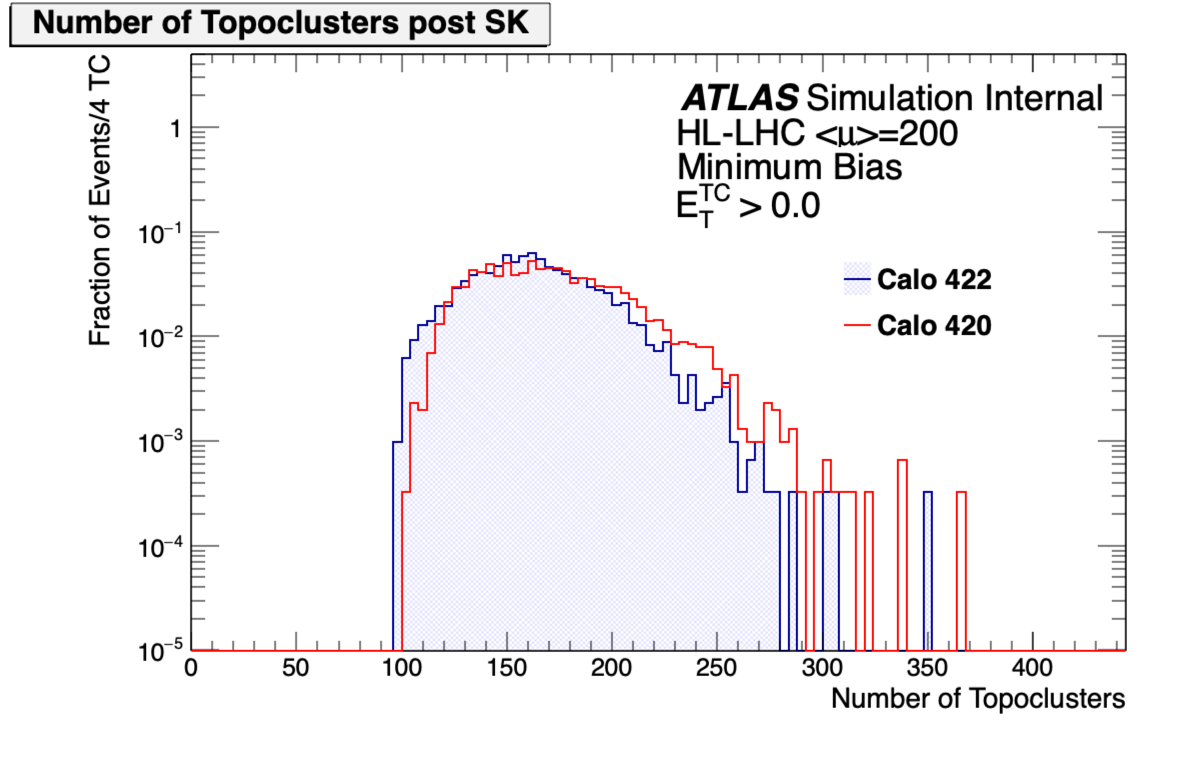 Number of Topoclusters post SK
Fraction of Events/4 TC
ATLAS Simulation Internal
HL-LHC <μ>=200
Minimum Bias
E_T^TC > 0.0
Calo 422
Calo 420
1
10⁻¹
10⁻²
10⁻³
10⁻⁴
10⁻⁵
0 50 100 150 200 250 300 350 400
Number of Topoclusters